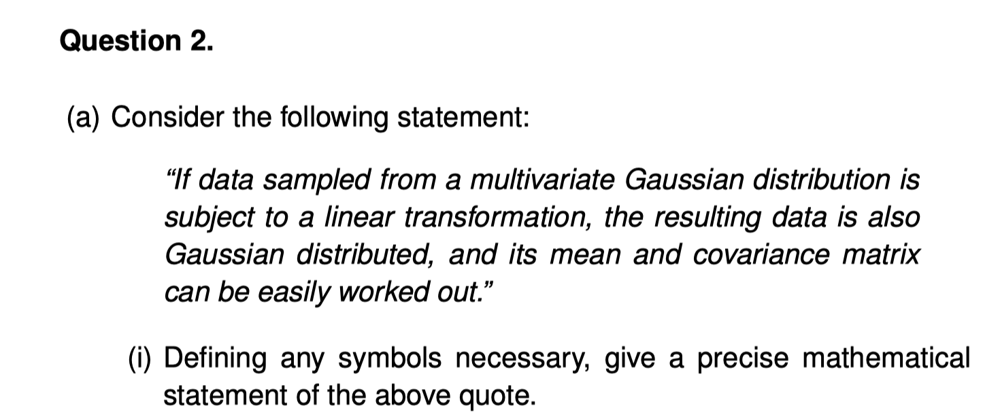 Question 2.
(a) Consider the following statement:
“If data sampled from a multivariate Gaussian distribution is
subject to a linear transformation, the resulting data is also
Gaussian distributed, and its mean and covariance matrix
can be easily worked out.”
(i) Defining any symbols necessary, give a precise mathematical
statement of the above quote.